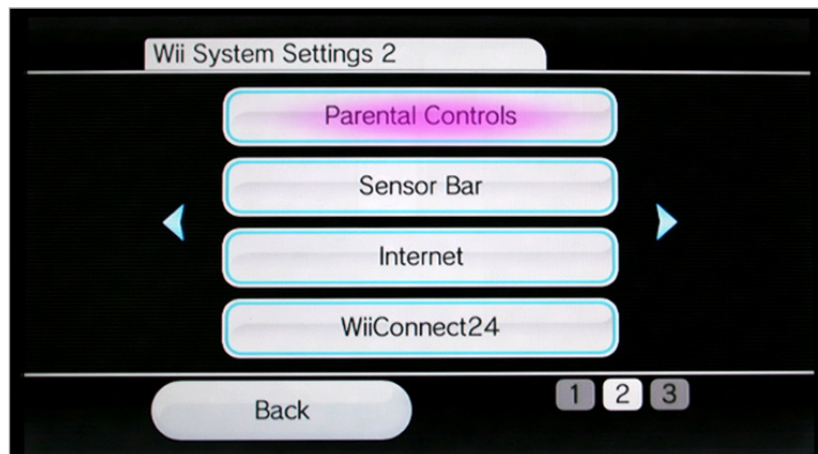 Wii System Settings 2
Parental Controls
Sensor Bar
Internet
WiiConnect24
Back
1 2 3